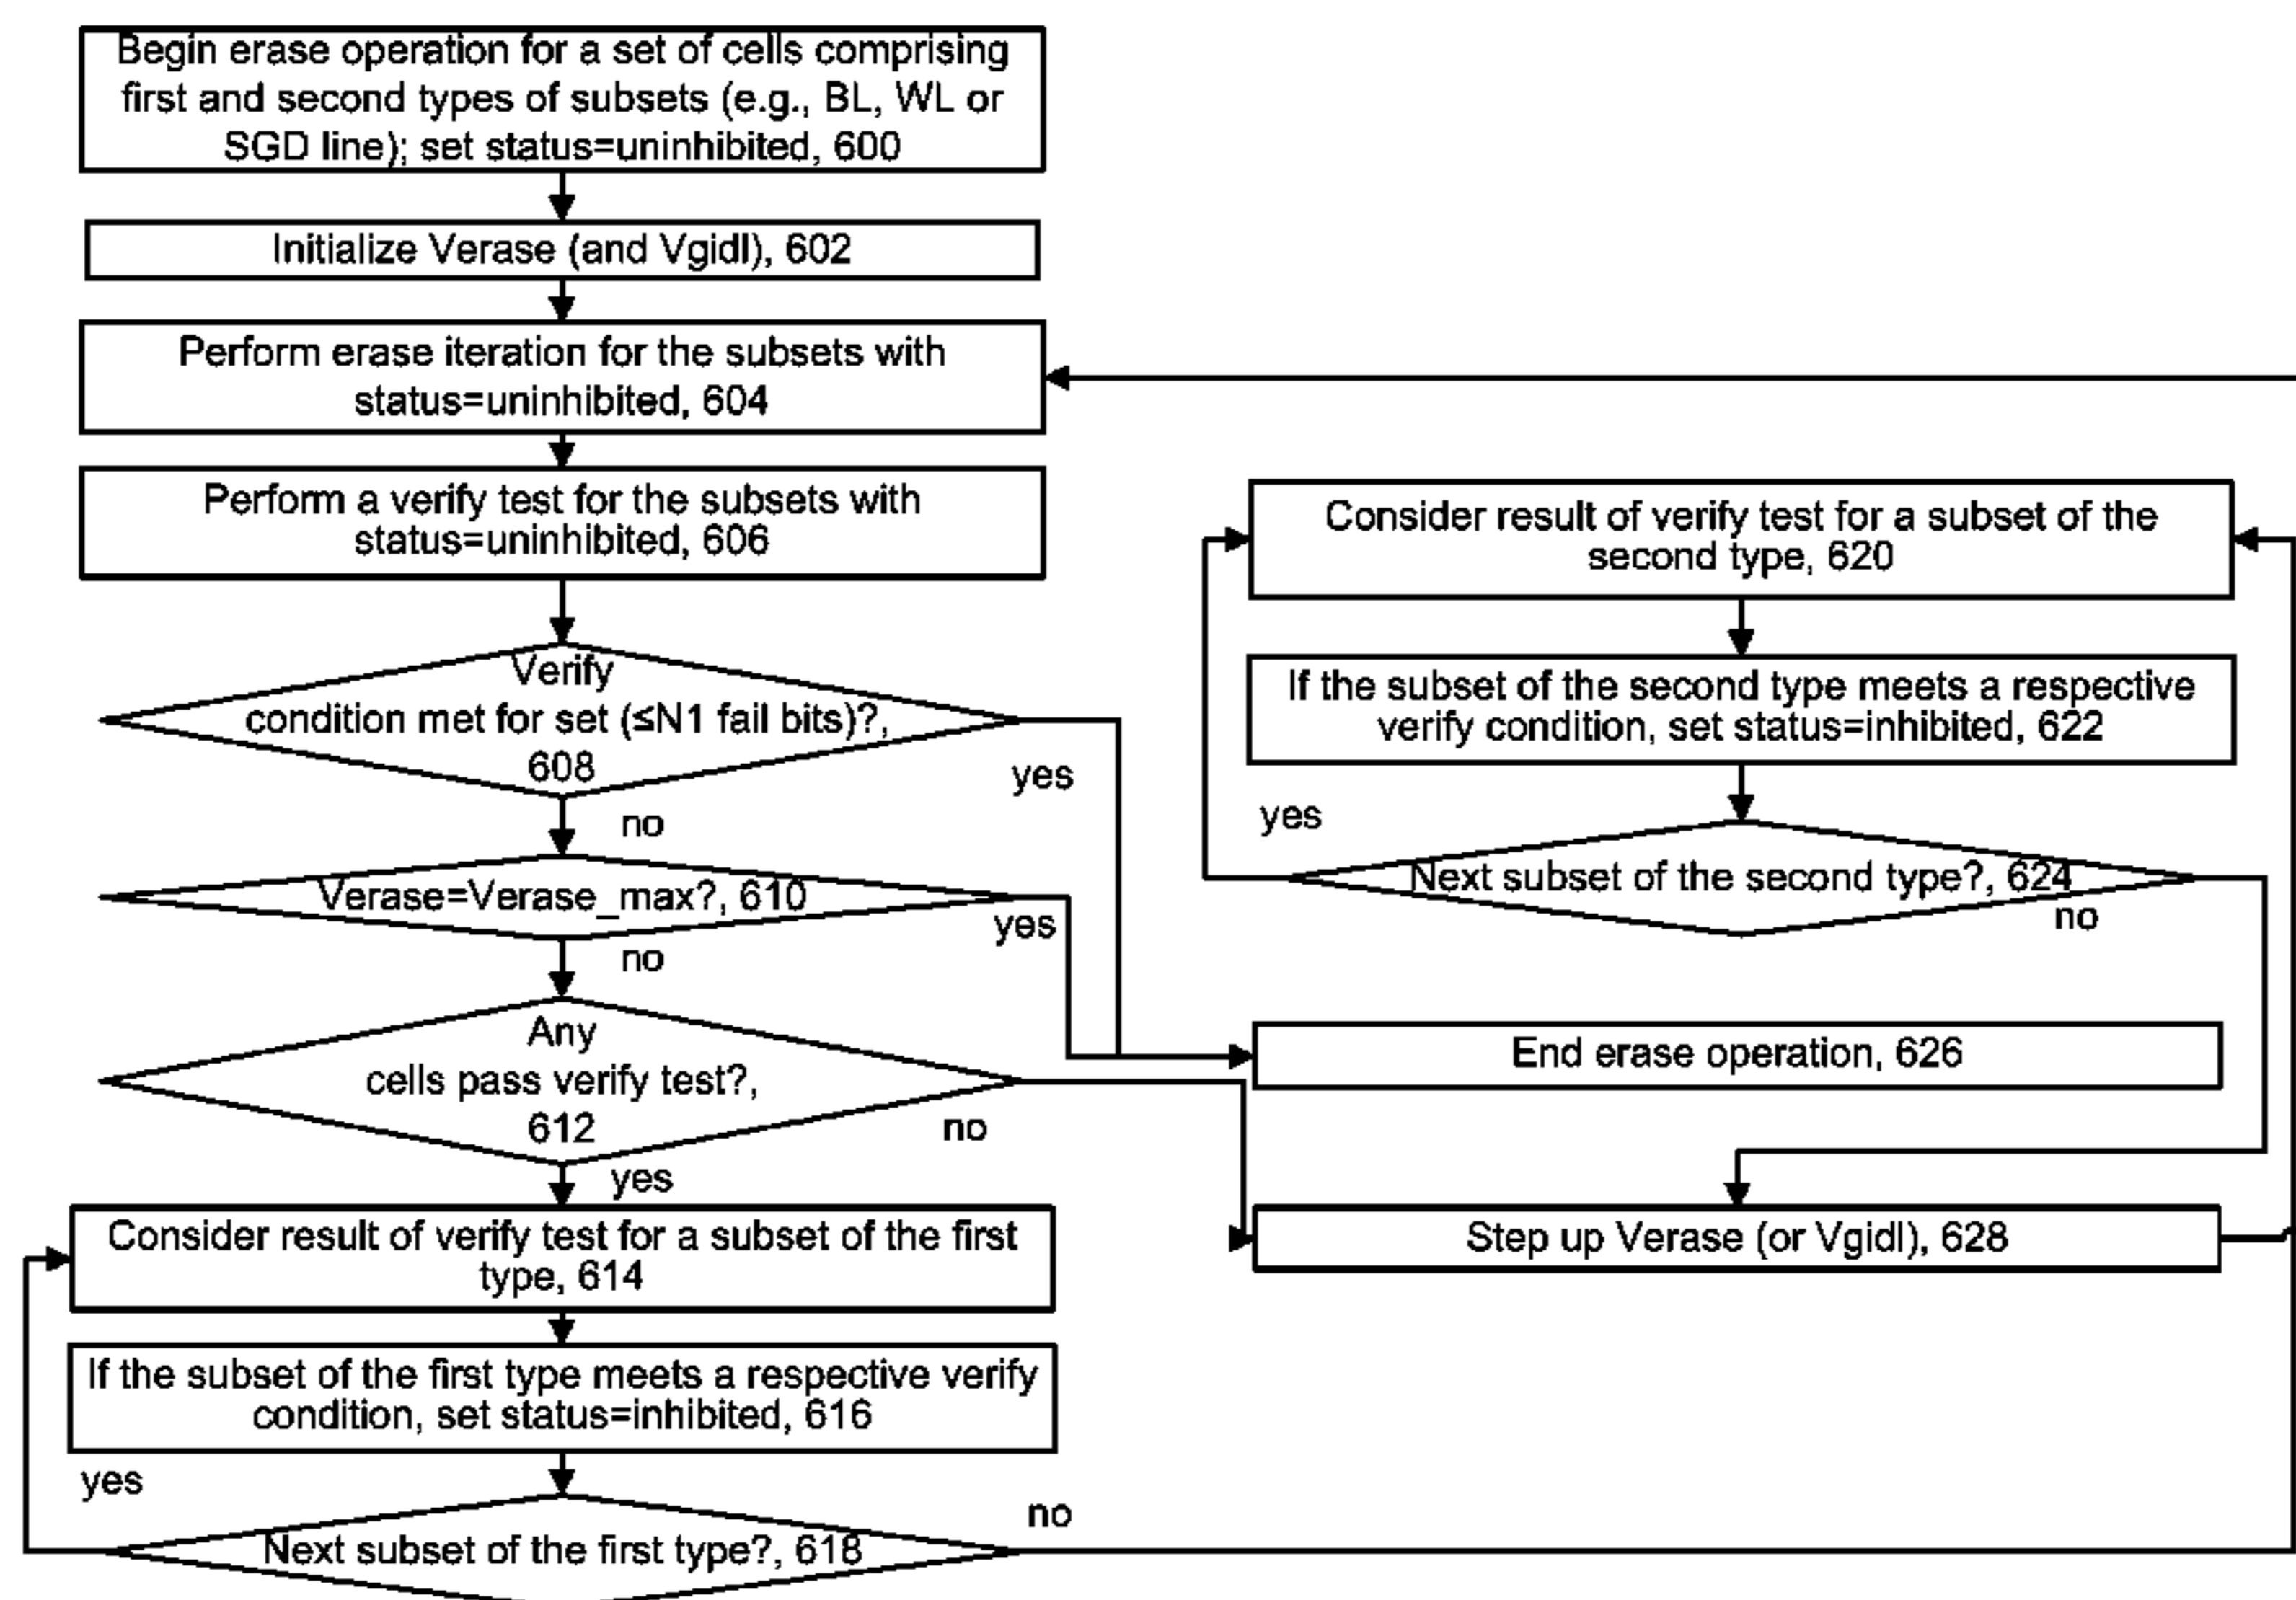 Begin erase operation for a set of cells comprising
first and second types of subsets (e.g., BL, WL or
SGD line); set status=uninhibited, 600
Initialize Verase (and Vgidl), 602
Perform erase iteration for the subsets with
status=uninhibited, 604
Perform a verify test for the subsets with
status=uninhibited, 606
Verify
condition met for set (≤N1 fail bits)?,
608
yes
no
Verase=Verase_max?, 610
yes
no
Any
cells pass verify test?,
612
no
yes
Consider result of verify test for a subset of the first
type, 614
If the subset of the first type meets a respective verify
condition, set status=inhibited, 616
yes
no
Next subset of the first type?, 618
Consider result of verify test for a subset of the
second type, 620
If the subset of the second type meets a respective
verify condition, set status=inhibited, 622
yes
Next subset of the second type?, 624
no
End erase operation, 626
Step up Verase (or Vgidl), 628